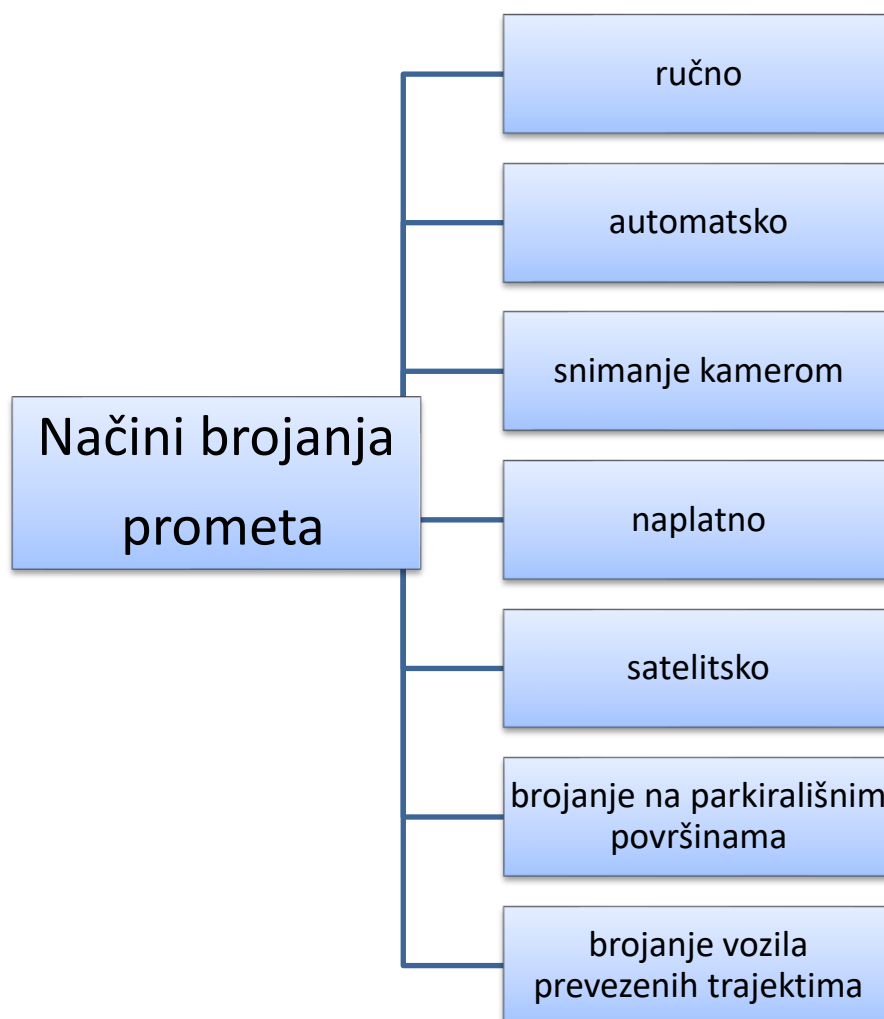 ručno
automatsko
snimanje kamerom
Načini brojanja
prometa
naplatno
satelitsko
brojanje na parkirališnim
površinama
brojanje vozila
prevezenih trajektima